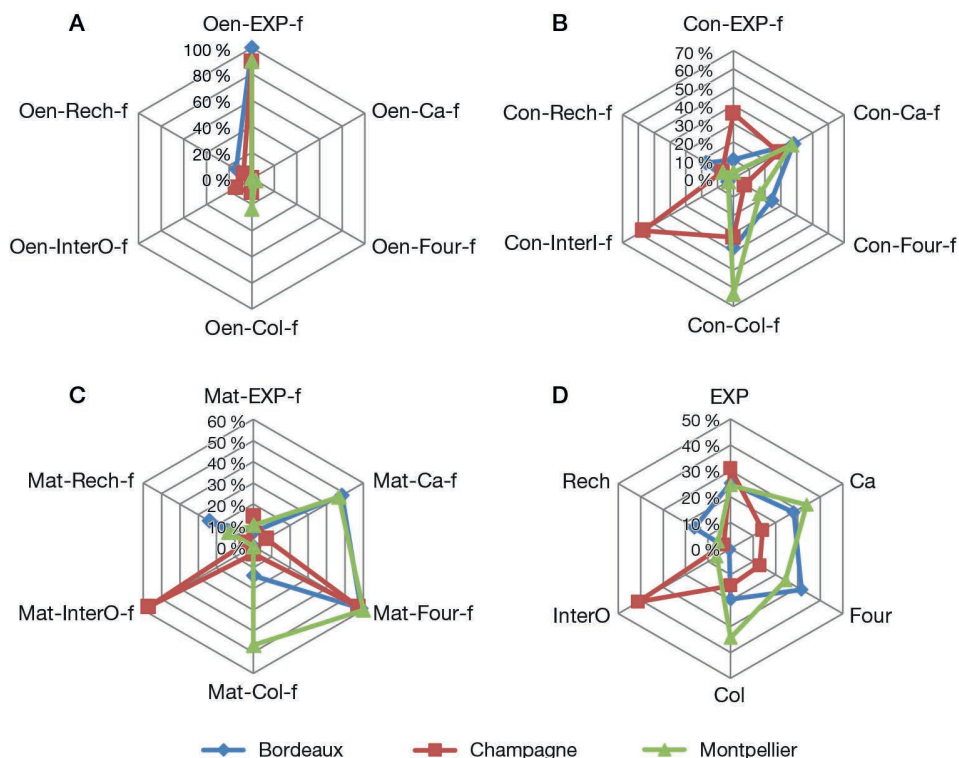 A
Oen-EXP-f
100 %
80 %
60 %
40 %
20 %
0 %
Oen-Rech-f
Oen-Ca-f
Oen-InterO-f
Oen-Four-f
Oen-Col-f
B
Con-EXP-f
70 %
60 %
50 %
40 %
30 %
20 %
10 %
0 %
Con-Rech-f
Con-Ca-f
Con-InterI-f
Con-Four-f
Con-Col-f
C
Mat-EXP-f
60 %
50 %
40 %
30 %
20 %
10 %
0 %
Mat-Rech-f
Mat-Ca-f
Mat-InterO-f
Mat-Four-f
Mat-Col-f
D
EXP
50 %
40 %
30 %
20 %
10 %
0 %
Rech
Ca
InterO
Four
Col
Bordeaux Champagne Montpellier